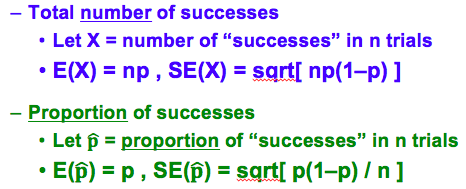 – Total number of successes
• Let X = number of “successes” in n trials
• E(X) = np , SE(X) = sqrt[ np(1–p) ]
– Proportion of successes
• Let p̂ = proportion of “successes” in n trials
• E(p̂) = p , SE(p̂) = sqrt[ p(1–p) / n ]